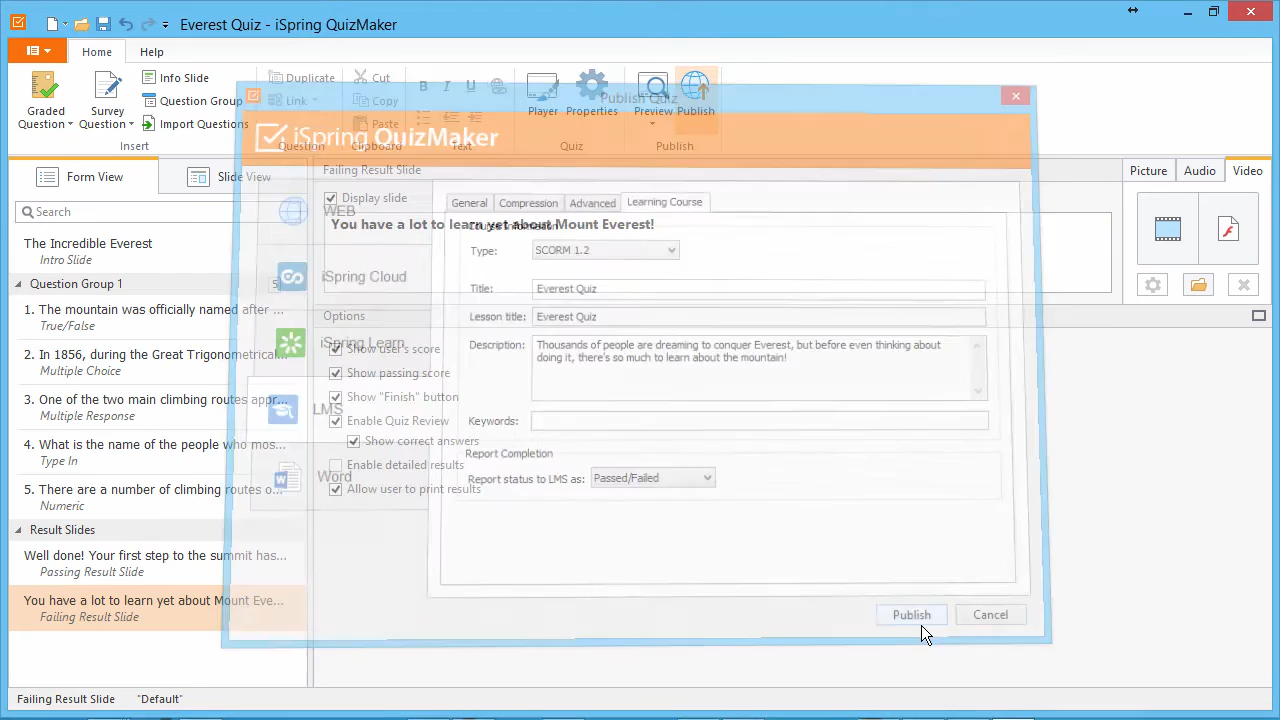 Everest Quiz - iSpring QuizMaker
Home
Help
Graded
Question
Survey
Question
Info Slide
Question Group
Import Questions
Insert
Duplicate
Link
Question
Cut
Copy
Paste
Clipboard
B I U
Text
Player
Properties
Quiz
Preview
Publish
Publish
Publish Quiz
iSpring QuizMaker
Form View
Slide View
Search
The Incredible Everest
Intro Slide
Question Group 1
5
1. The mountain was officially named after ...
True/False
2. In 1856, during the Great Trigonometrical...
Multiple Choice
3. One of the two main climbing routes appr...
Multiple Response
4. What is the name of the people who mos...
Type In
5. There are a number of climbing routes o...
Numeric
Result Slides
Well done! Your first step to the summit has...
Passing Result Slide
You have a lot to learn yet about Mount Eve...
Failing Result Slide
Failing Result Slide
Display slide
You have a lot to learn yet about Mount Everest!
Options
Show user's score
Show passing score
Show "Finish" button
Enable Quiz Review
Show correct answers
Enable detailed results
Allow user to print results
WEB
iSpring Cloud
iSpring Learn
LMS
Word
General
Compression
Advanced
Learning Course
Course Information
Type:
SCORM 1.2
Title:
Everest Quiz
Lesson title:
Everest Quiz
Description:
Thousands of people are dreaming to conquer Everest, but before even thinking about
doing it, there's so much to learn about the mountain!
Keywords:
Report Completion
Report status to LMS as:
Passed/Failed
Publish
Cancel
Picture
Audio
Video
Failing Result Slide
"Default"